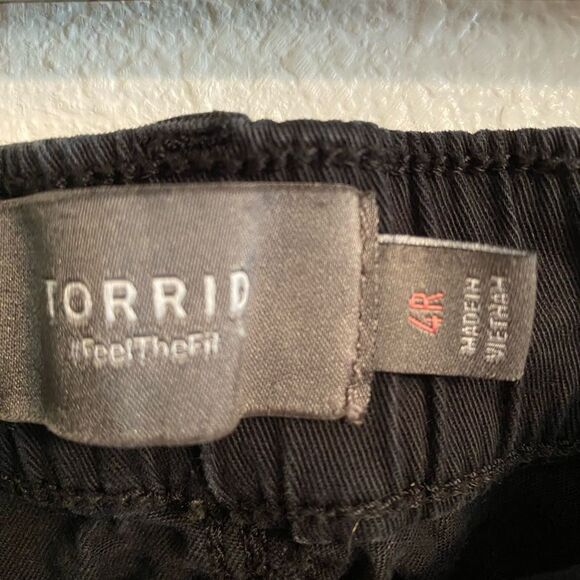 TORRID
#FeelTheFit
4R
MADE IN
VIETNAM